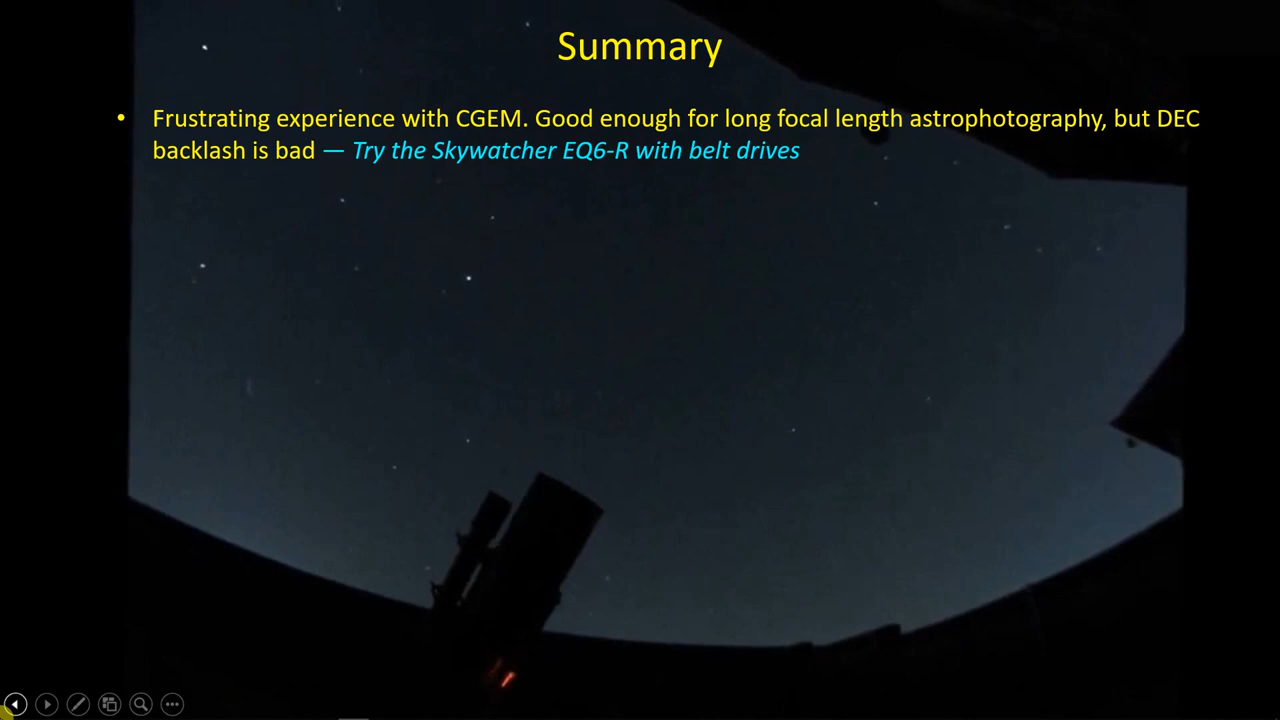 Summary
• Frustrating experience with CGEM. Good enough for long focal length astrophotography, but DEC
backlash is bad — Try the Skywatcher EQ6-R with belt drives